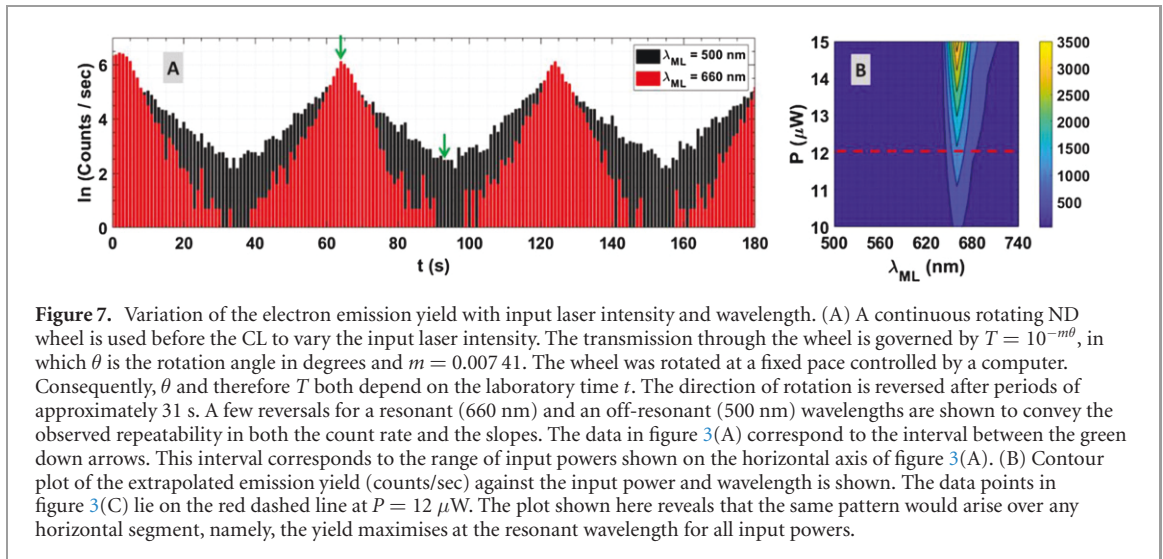 A
λML = 500 nm
λML = 660 nm
ln (Counts / sec)
6
4
2
0
0 20 40 60 80 100 120 140 160 180
t (s)
B
P (μW)
15
14
13
12
11
10
500 560 620 680 740
λML (nm)
3500
3000
2500
2000
1500
1000
500
Figure 7. Variation of the electron emission yield with input laser intensity and wavelength. (A) A continuous rotating ND
wheel is used before the CL to vary the input laser intensity. The transmission through the wheel is governed by T = 10^−mθ, in
which θ is the rotation angle in degrees and m = 0.007 41. The wheel was rotated at a fixed pace controlled by a computer.
Consequently, θ and therefore T both depend on the laboratory time t. The direction of rotation is reversed after periods of
approximately 31 s. A few reversals for a resonant (660 nm) and an off-resonant (500 nm) wavelengths are shown to convey the
observed repeatability in both the count rate and the slopes. The data in figure 3(A) correspond to the interval between the green
down arrows. This interval corresponds to the range of input powers shown on the horizontal axis of figure 3(A). (B) Contour
plot of the extrapolated emission yield (counts/sec) against the input power and wavelength is shown. The data points in
figure 3(C) lie on the red dashed line at P = 12 μW. The plot shown here reveals that the same pattern would arise over any
horizontal segment, namely, the yield maximises at the resonant wavelength for all input powers.